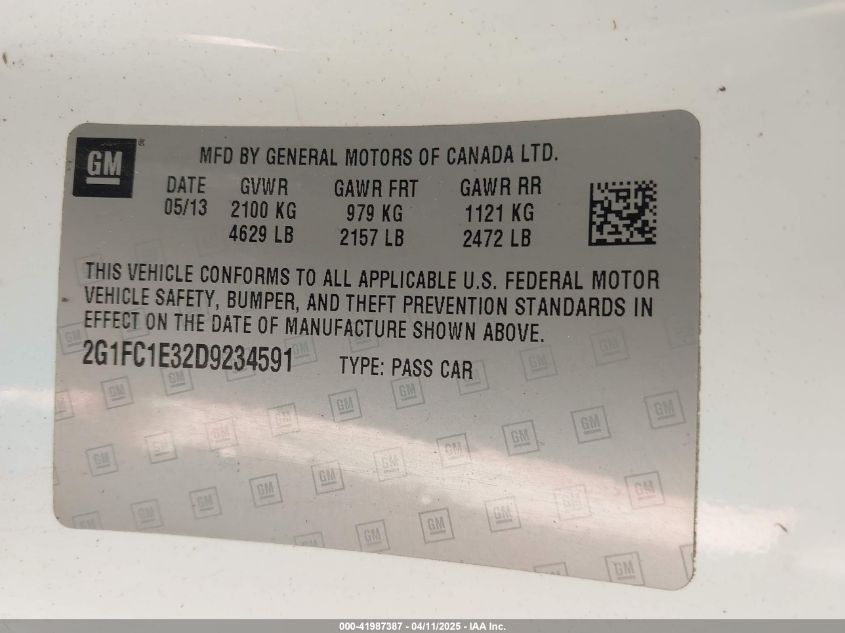 GM ®
MFD BY GENERAL MOTORS OF CANADA LTD.
DATE GVWR GAWR FRT GAWR RR
05/13 2100 KG 979 KG 1121 KG
4629 LB 2157 LB 2472 LB
THIS VEHICLE CONFORMS TO ALL APPLICABLE U.S. FEDERAL MOTOR
VEHICLE SAFETY, BUMPER, AND THEFT PREVENTION STANDARDS IN
EFFECT ON THE DATE OF MANUFACTURE SHOWN ABOVE.
2G1FC1E32D9234591 TYPE: PASS CAR
000-41987387 - 04/11/2025 - IAA Inc.